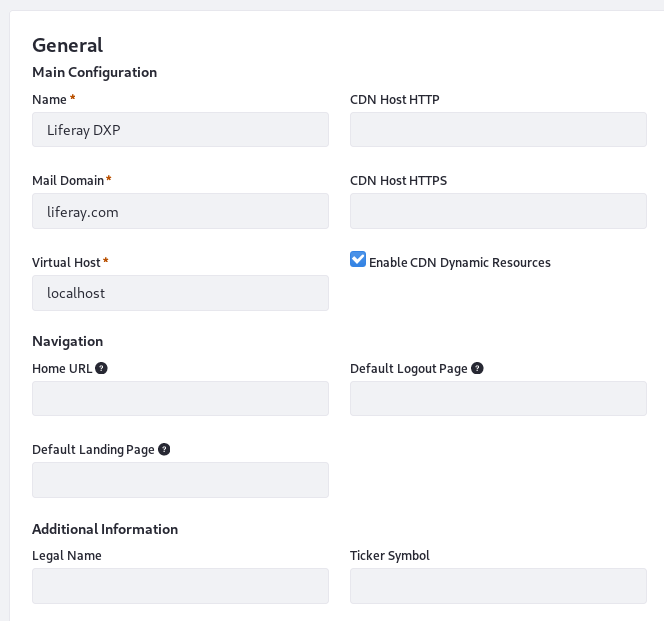 General
Main Configuration
Name *
Liferay DXP
CDN Host HTTP
Mail Domain *
liferay.com
CDN Host HTTPS
Virtual Host *
localhost
Enable CDN Dynamic Resources
Navigation
Home URL ?
Default Logout Page ?
Default Landing Page ?
Additional Information
Legal Name
Ticker Symbol